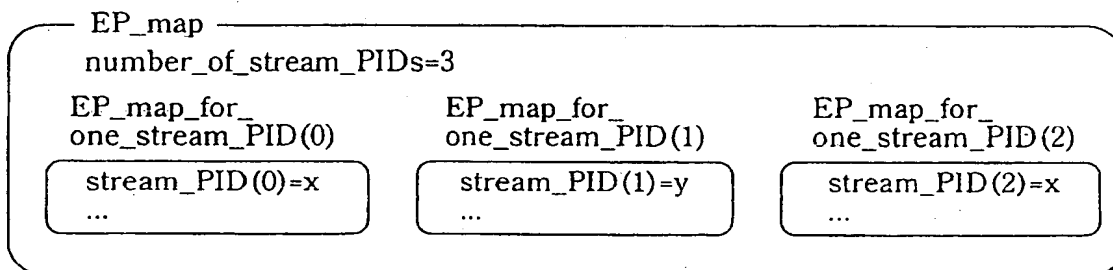 EP_map
number_of_stream_PIDs=3
EP_map_for_
one_stream_PID(0)
stream_PID(0)=x
...
EP_map_for_
one_stream_PID(1)
stream_PID(1)=y
...
EP_map_for_
one_stream_PID(2)
stream_PID(2)=x
...